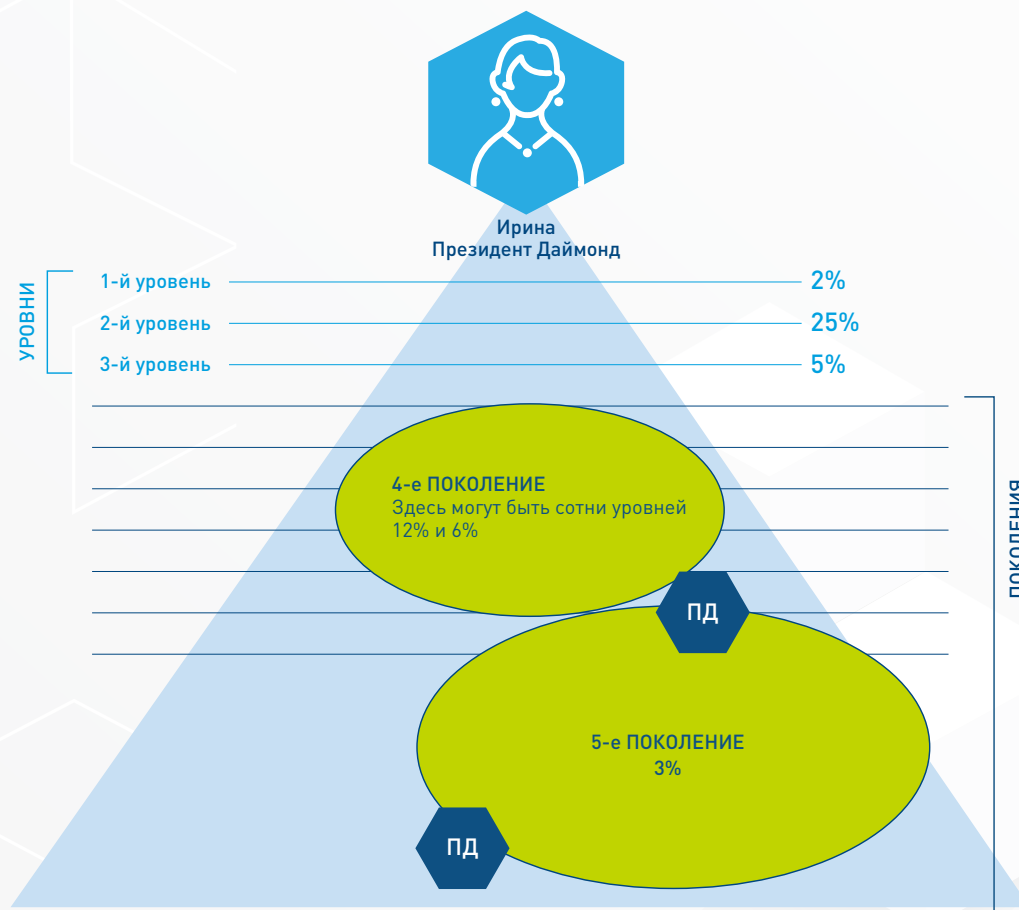 Ирина
Президент Даймонд
УРОВНИ
1-й уровень 2%
2-й уровень 25%
3-й уровень 5%
ПОКОЛЕНИЯ
4-е ПОКОЛЕНИЕ
Здесь могут быть сотни уровней
12% и 6%
ПД
5-е ПОКОЛЕНИЕ
3%
ПД